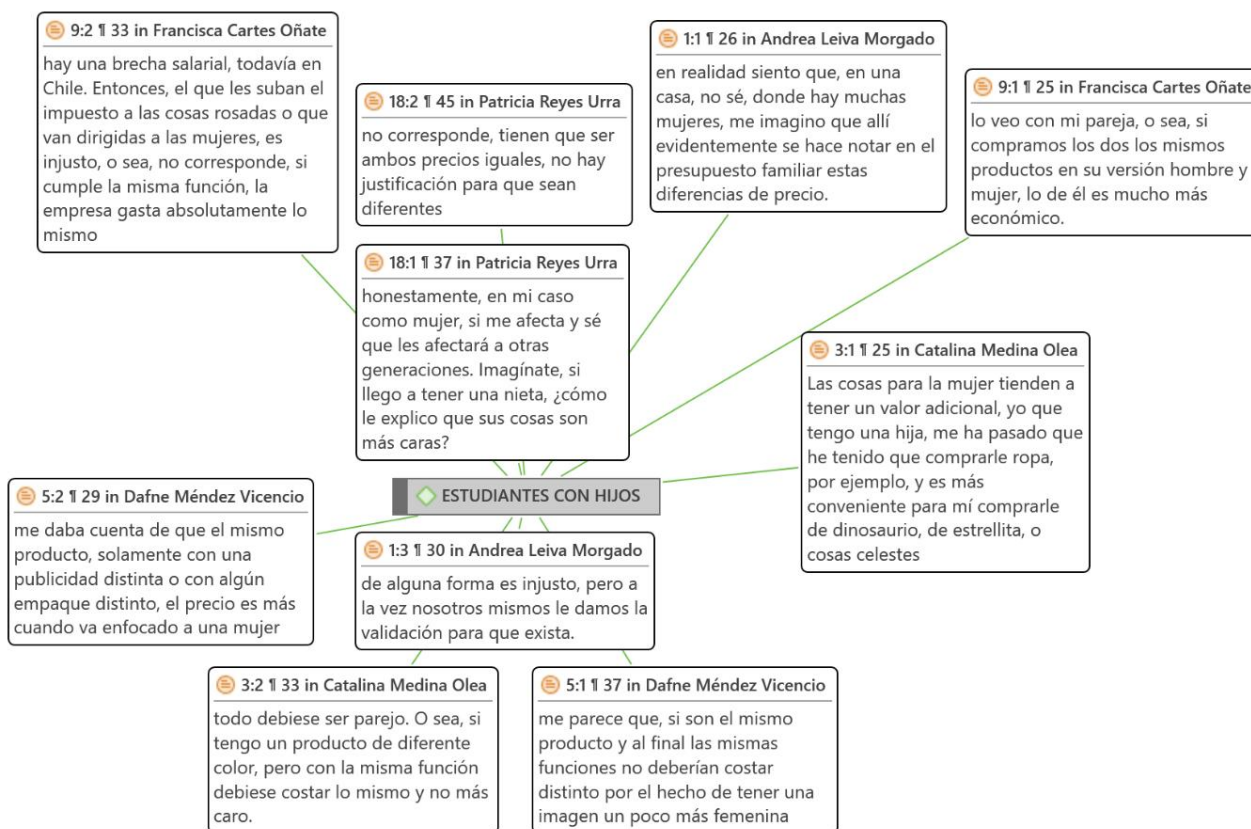 9:2 ¶ 33 in Francisca Cartes Oñate
hay una brecha salarial, todavía en
Chile. Entonces, el que les suban el
impuesto a las cosas rosadas o que
van dirigidas a las mujeres, es
injusto, o sea, no corresponde, si
cumple la misma función, la
empresa gasta absolutamente lo
mismo
18:2 ¶ 45 in Patricia Reyes Urra
no corresponde, tienen que ser
ambos precios iguales, no hay
justificación para que sean
diferentes
1:1 ¶ 26 in Andrea Leiva Morgado
en realidad siento que, en una
casa, no sé, donde hay muchas
mujeres, me imagino que allí
evidentemente se hace notar en el
presupuesto familiar estas
diferencias de precio.
9:1 ¶ 25 in Francisca Cartes Oñate
lo veo con mi pareja, o sea, si
compramos los dos los mismos
productos en su versión hombre y
mujer, lo de él es mucho más
económico.
18:1 ¶ 37 in Patricia Reyes Urra
honestamente, en mi caso
como mujer, si me afecta y sé
que les afectará a otras
generaciones. Imagínate, si
llego a tener una nieta, ¿cómo
le explico que sus cosas son
más caras?
3:1 ¶ 25 in Catalina Medina Olea
Las cosas para la mujer tienden a
tener un valor adicional, yo que
tengo una hija, me ha pasado que
he tenido que comprarle ropa,
por ejemplo, y es más
conveniente para mí comprarle
de dinosaurio, de estrellita, o
cosas celestes
ESTUDIANTES CON HIJOS
5:2 ¶ 29 in Dafne Méndez Vicencio
me daba cuenta de que el mismo
producto, solamente con una
publicidad distinta o con algún
empaque distinto, el precio es más
cuando va enfocado a una mujer
1:3 ¶ 30 in Andrea Leiva Morgado
de alguna forma es injusto, pero a
la vez nosotros mismos le damos la
validación para que exista.
3:2 ¶ 33 in Catalina Medina Olea
todo debiese ser parejo. O sea, si
tengo un producto de diferente
color, pero con la misma función
debiese costar lo mismo y no más
caro.
5:1 ¶ 37 in Dafne Méndez Vicencio
me parece que, si son el mismo
producto y al final las mismas
funciones no deberían costar
distinto por el hecho de tener una
imagen un poco más femenina